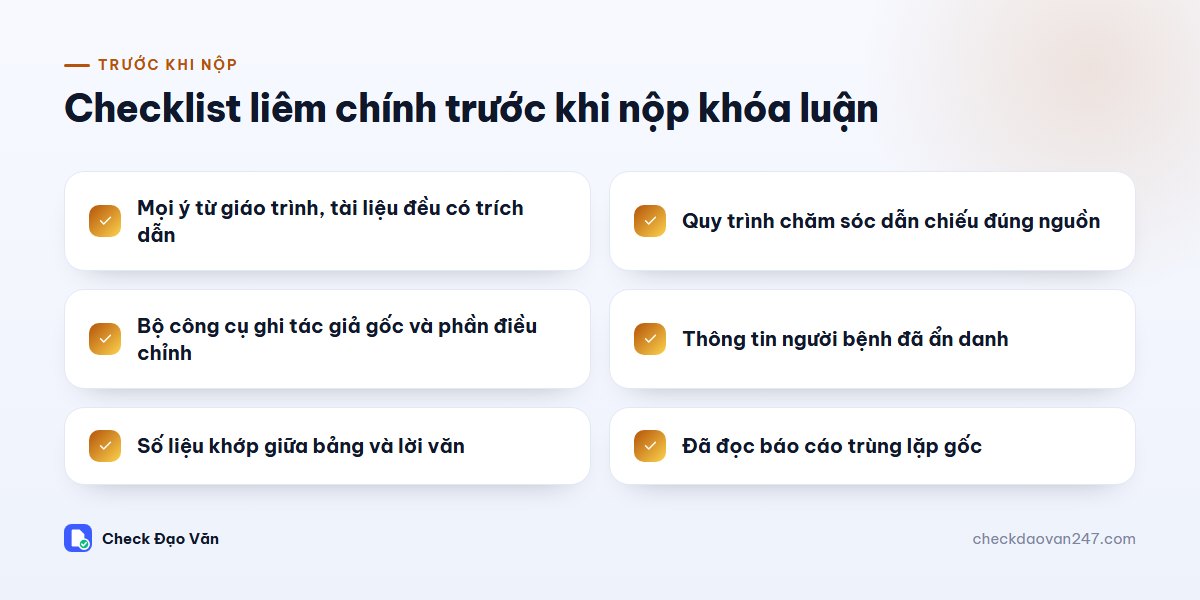 TRƯỚC KHI NỘP
Checklist liêm chính trước khi nộp khóa luận
Mọi ý từ giáo trình, tài liệu đều có trích
dẫn
Quy trình chăm sóc dẫn chiếu đúng nguồn
Bộ công cụ ghi tác giả gốc và phần điều
chỉnh
Thông tin người bệnh đã ẩn danh
Số liệu khớp giữa bảng và lời văn
Đã đọc báo cáo trùng lặp gốc
Check Đạo Văn
checkdaovan247.com